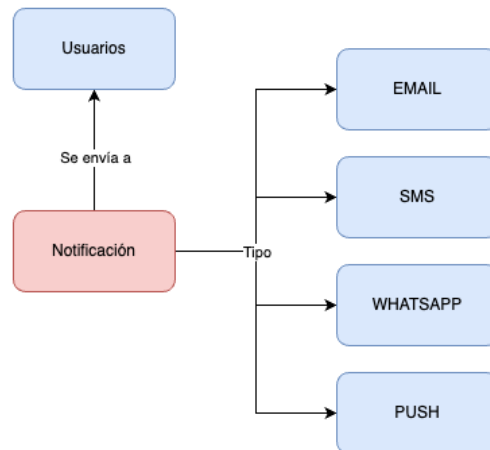 Usuarios
Se envía a
Notificación
Tipo
EMAIL
SMS
WHATSAPP
PUSH